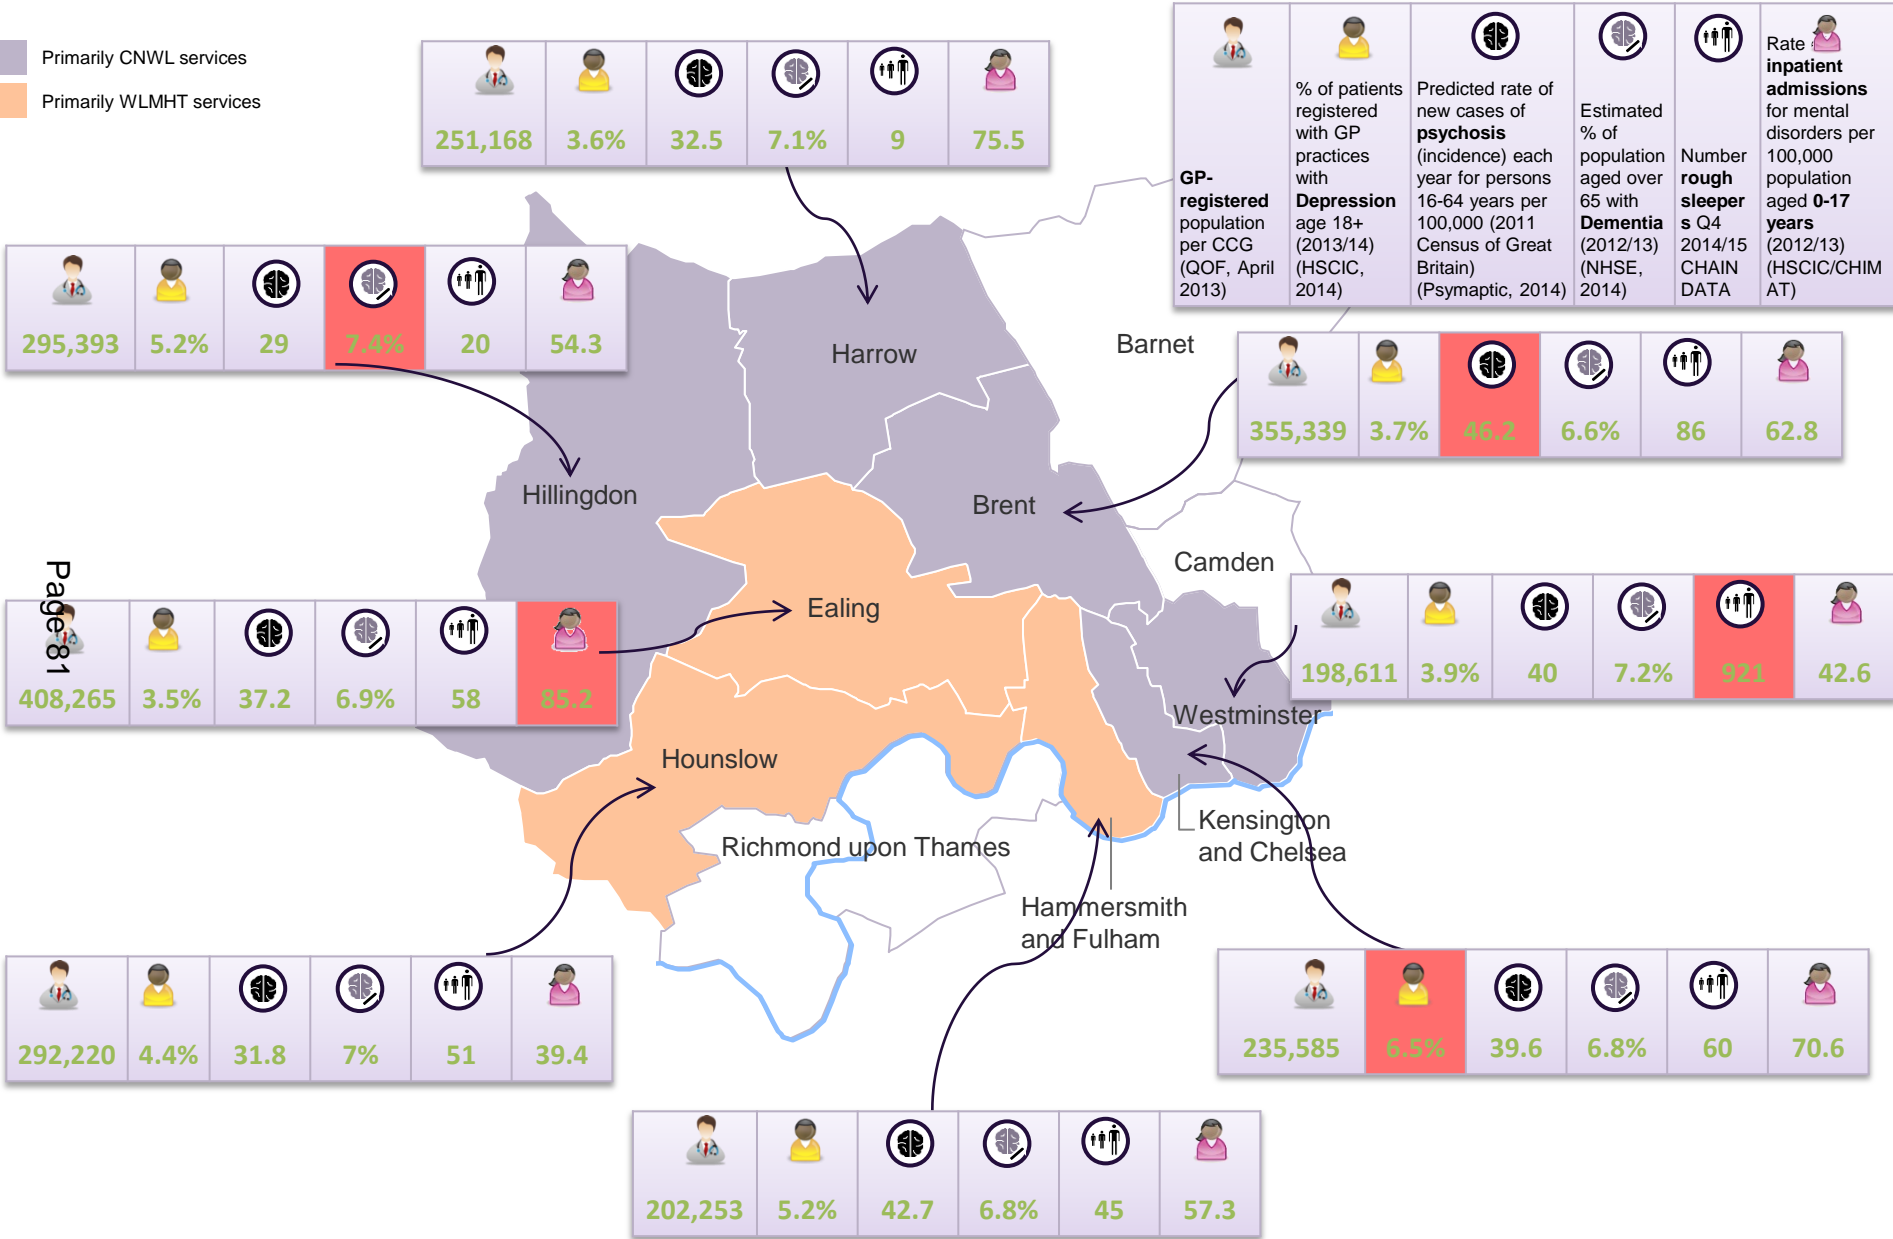 Primarily CNWL services
Primarily WLMHT services
251,168 3.6% 32.5 7.1% 9 75.5
GP-
registered
population
per CCG
(QOF, April
2013)
% of patients
registered
with GP
practices
with
Depression
age 18+
(2013/14)
(HSCIC,
2014)
Predicted rate of
new cases of
psychosis
(incidence) each
year for persons
16-64 years per
100,000 (2011
Census of Great
Britain)
(Psymaptic, 2014)
Estimated
% of
population
aged over
65 with
Dementia
(2012/13)
(NHSE,
2014)
Number
rough
sleeper
s Q4
2014/15
CHAIN
DATA
Rate
inpatient
admissions
for mental
disorders per
100,000
population
aged 0-17
years
(2012/13)
(HSCIC/CHIM
AT)
295,393 5.2% 29 7.4% 20 54.3
Harrow
Barnet
355,339 3.7% 46.2 6.6% 86 62.8
Hillingdon
Brent
Camden
Page 81
408,265 3.5% 37.2 6.9% 58 85.2
Ealing
198,611 3.9% 40 7.2% 921 42.6
Westminster
Hounslow
Kensington
and Chelsea
Richmond upon Thames
Hammersmith
and Fulham
292,220 4.4% 31.8 7% 51 39.4
235,585 6.5% 39.6 6.8% 60 70.6
202,253 5.2% 42.7 6.8% 45 57.3